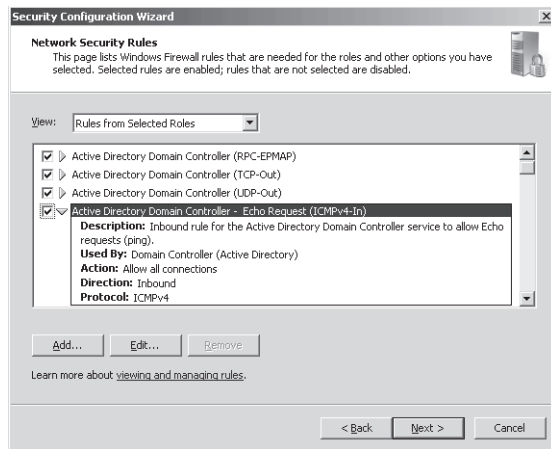 Security Configuration Wizard
Network Security Rules
This page lists Windows Firewall rules that are needed for the roles and other options you have
selected. Selected rules are enabled; rules that are not selected are disabled.
View: Rules from Selected Roles
Active Directory Domain Controller (RPC-EPMAP)
Active Directory Domain Controller (TCP-Out)
Active Directory Domain Controller (UDP-Out)
Active Directory Domain Controller - Echo Request (ICMPv4-In)
Description: Inbound rule for the Active Directory Domain Controller service to allow Echo
requests (ping).
Used By: Domain Controller (Active Directory)
Action: Allow all connections
Direction: Inbound
Protocol: ICMPv4
Add... Edit... Remove
Learn more about viewing and managing rules.
< Back Next > Cancel